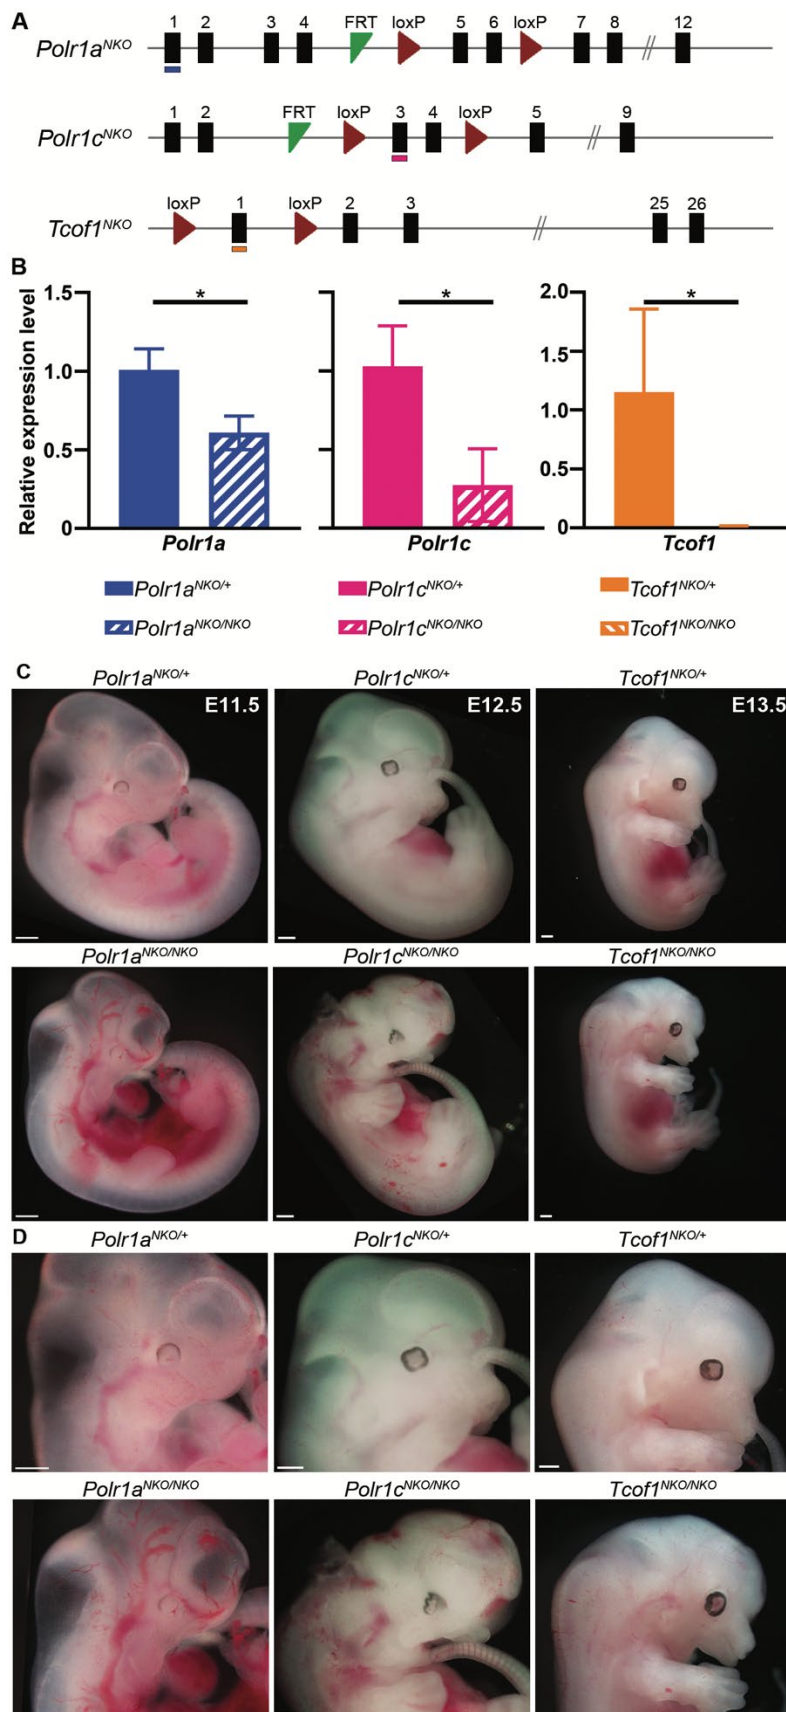 A
1 2 3 4 FRT loxP 5 6 loxP 7 8 12
Polr1aNKO
1 2 FRT loxP 3 4 loxP 5 9
Polr1cNKO
loxP 1 loxP 2 3 25 26
Tcof1NKO
B
Relative expression level
1.5
1.0
0.5
0
*
Polr1a
*
Polr1c
2.0
1.5
1.0
0.5
0
*
Tcof1
Polr1aNKO/+ Polr1cNKO/+ Tcof1NKO/+
Polr1aNKO/NKO Polr1cNKO/NKO Tcof1NKO/NKO
C
Polr1aNKO/+ Polr1cNKO/+ Tcof1NKO/+
E11.5 E12.5 E13.5
Polr1aNKO/NKO Polr1cNKO/NKO Tcof1NKO/NKO
D
Polr1aNKO/+ Polr1cNKO/+ Tcof1NKO/+
Polr1aNKO/NKO Polr1cNKO/NKO Tcof1NKO/NKO